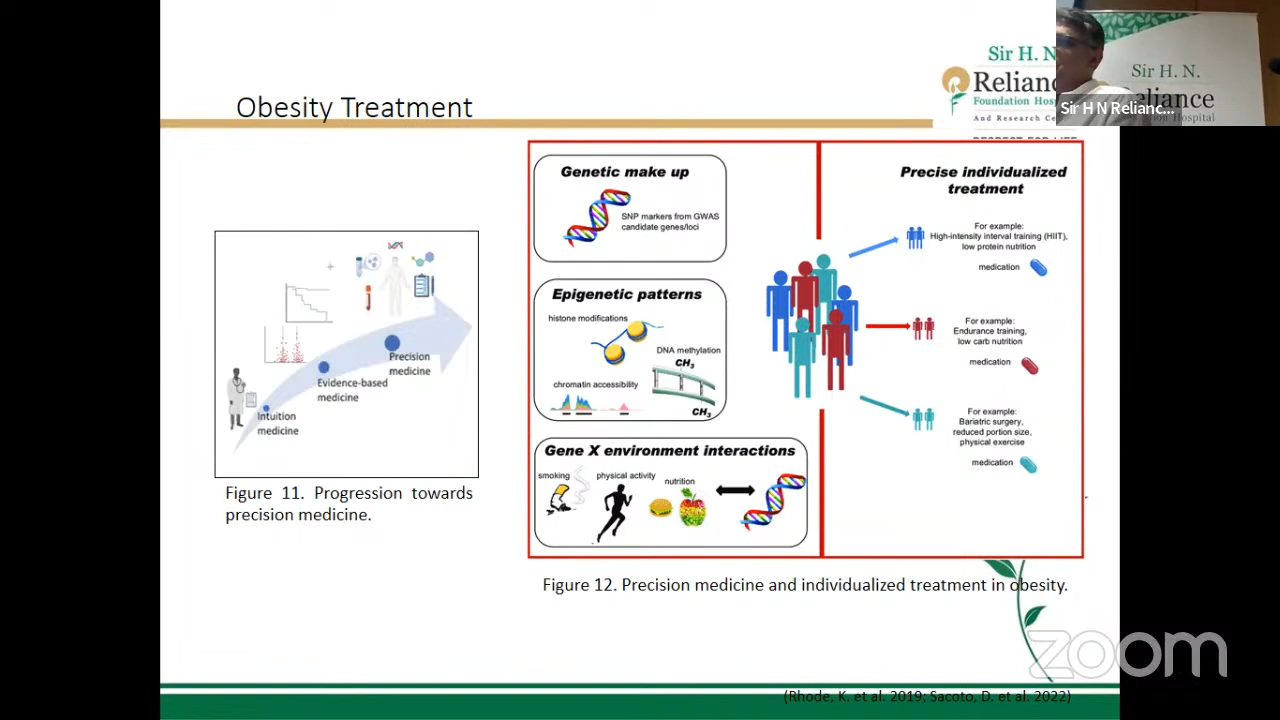 Obesity Treatment
Sir H. N.
Relianc
Foundation Hosp
And Research Ce
Sir H. N.
Reliance
tion Hospital
Sir H N Relianc...
Intuition
medicine
Evidence-based
medicine
Precision
medicine
Figure 11. Progression towards
precision medicine.
Genetic make up
SNP markers from GWAS
candidate genes/loci
Epigenetic patterns
histone modifications
DNA methylation
CH3
chromatin accessibility
CH3
Gene X environment interactions
smoking
physical activity
nutrition
Precise individualized
treatment
For example:
High-intensity interval training (HIIT),
low protein nutrition
medication
For example:
Endurance training,
low carb nutrition
medication
For example:
Bariatric surgery,
reduced portion size,
physical exercise
medication
Figure 12. Precision medicine and individualized treatment in obesity.
zoom
(Rhode, K. et al. 2019; Sacoto, D. et al. 2022)